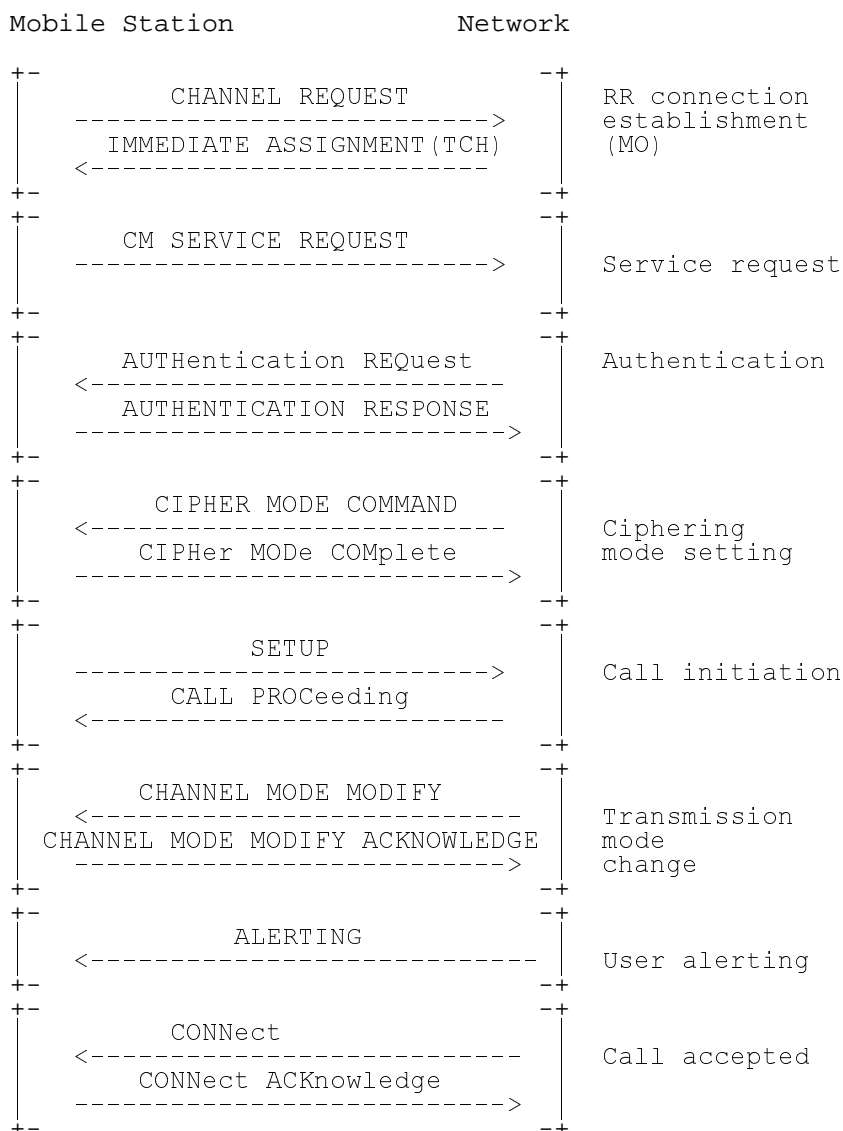 Mobile Station Network
CHANNEL REQUEST RR connection
establishment
IMMEDIATE ASSIGNMENT(TCH) (MO)
CM SERVICE REQUEST
Service request
AUTHentication REQuest Authentication
AUTHENTICATION RESPONSE
CIPHER MODE COMMAND
Ciphering
CIPHer MODe COMplete mode setting
SETUP
Call initiation
CALL PROCeeding
CHANNEL MODE MODIFY
Transmission
CHANNEL MODE MODIFY ACKNOWLEDGE mode
change
ALERTING
User alerting
CONNect
Call accepted
CONNect ACKnowledge